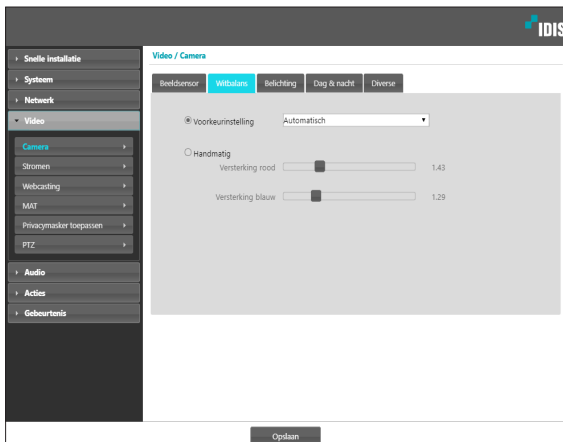 IDIS
Snelle installatie
Systeem
Netwerk
Video
Camera
Stromen
Webcasting
MAT
Privacymasker toepassen
PTZ
Audio
Acties
Gebeurtenis
Video / Camera
Beeldsensor Witbalans Belichting Dag & nacht Diverse
Voorkeurinstelling Automatisch
Handmatig
Versterking rood 1.43
Versterking blauw 1.29
Opslaan